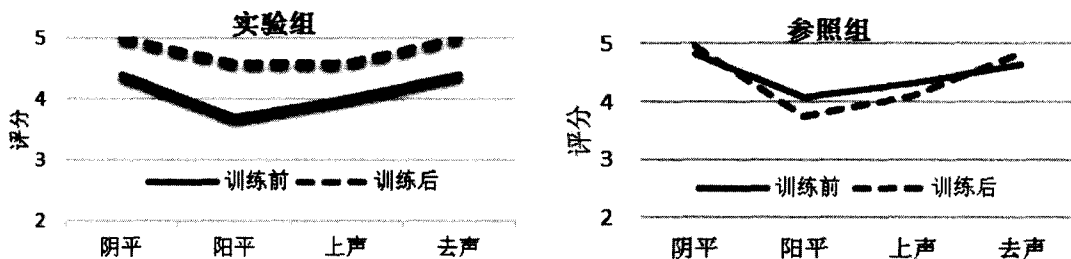 实验组
5
4
3
2
评分
训练前 训练后
阴平 阳平 上声 去声
参照组
5
4
3
2
评分
训练前 训练后
阴平 阳平 上声 去声